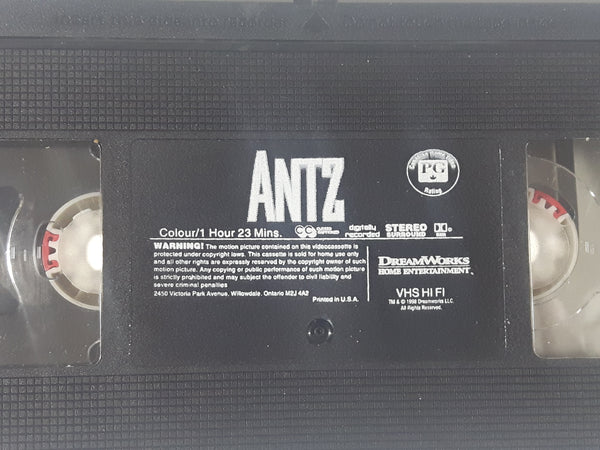 ANTZ
Canadian Home Video
PG
Rating
Colour/1 Hour 23 Mins.
CC
digitally recorded
STEREO SURROUND
WARNING! The motion picture contained on this videocassette is
protected under copyright laws. This cassette is sold for home use only
and all other rights are expressly reserved by the copyright owner of such
motion picture. Any copying or public performance of such motion picture
is strictly prohibited and may subject the offender to civil liability and
severe criminal penalties
2450 Victoria Park Avenue, Willowdale, Ontario M2J 4A2
Printed in U.S.A.
DREAMWORKS
HOME ENTERTAINMENT
VHS HI FI
TM & © 1998 Dreamworks LLC.
All Rights Reserved.